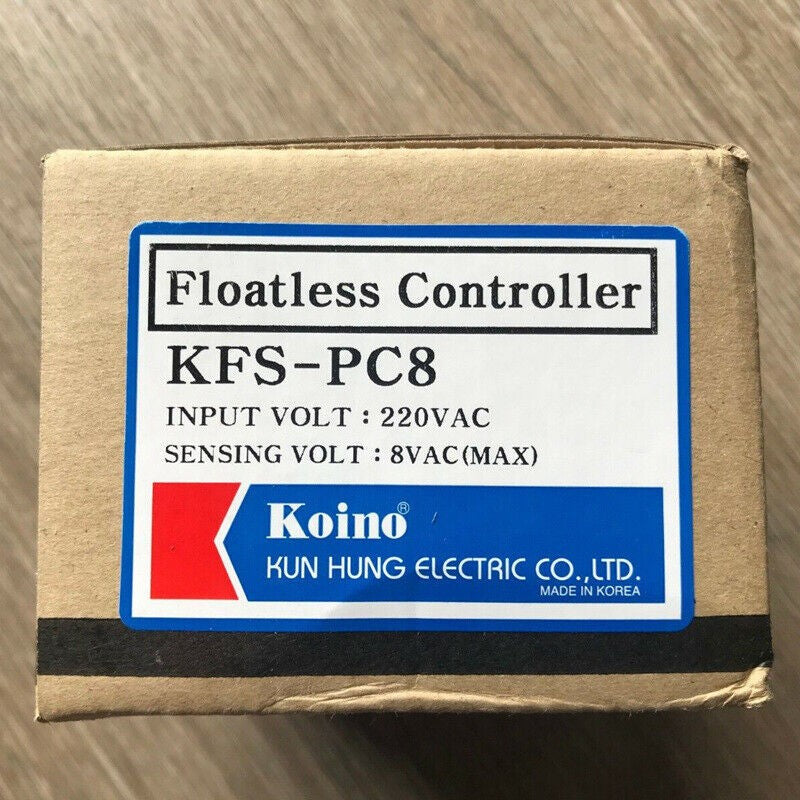 Floatless Controller
KFS-PC8
INPUT VOLT : 220VAC
SENSING VOLT : 8VAC(MAX)
Koino®
KUN HUNG ELECTRIC CO.,LTD.
MADE IN KOREA